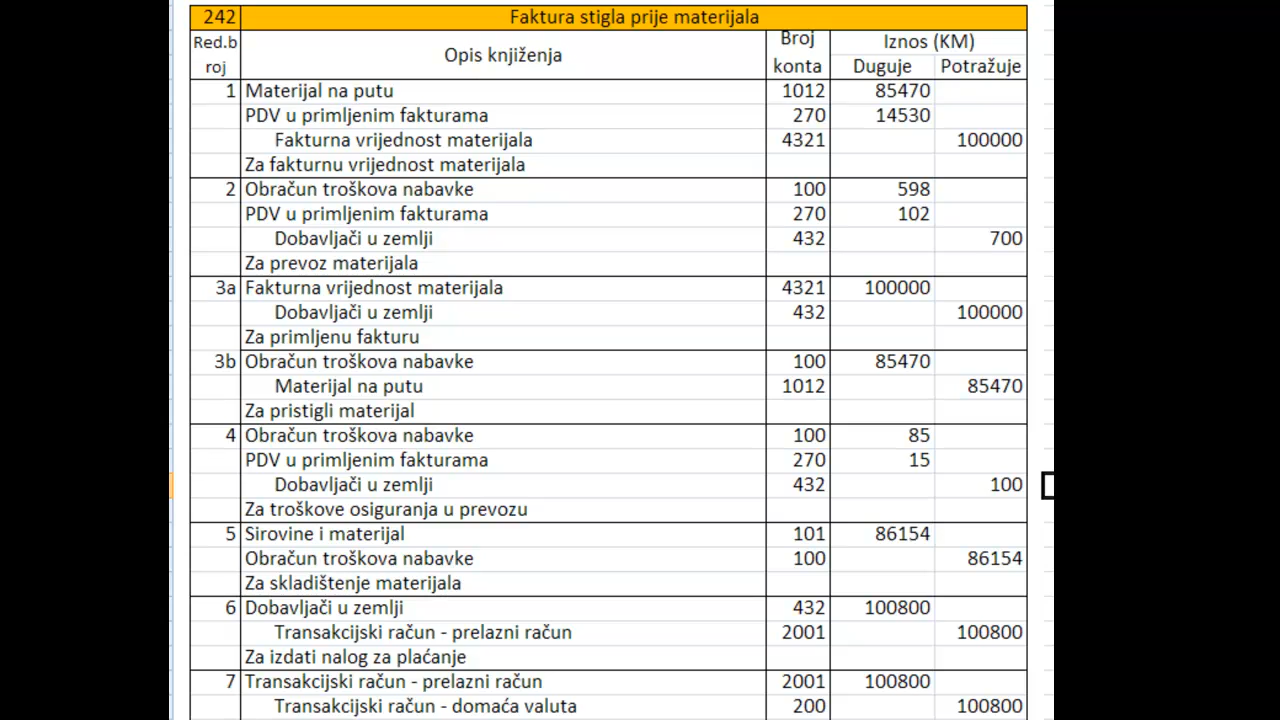 242 Faktura stigla prije materijala
Red.b
roj Opis knjiženja Broj
konta Iznos (KM)
Duguje Potražuje
1 Materijal na putu 1012 85470
PDV u primljenim fakturama 270 14530
Fakturna vrijednost materijala 4321 100000
Za fakturnu vrijednost materijala
2 Obračun troškova nabavke 100 598
PDV u primljenim fakturama 270 102
Dobavljači u zemlji 432 700
Za prevoz materijala
3a Fakturna vrijednost materijala 4321 100000
Dobavljači u zemlji 432 100000
Za primljenu fakturu
3b Obračun troškova nabavke 100 85470
Materijal na putu 1012 85470
Za pristigli materijal
4 Obračun troškova nabavke 100 85
PDV u primljenim fakturama 270 15
Dobavljači u zemlji 432 100
Za troškove osiguranja u prevozu
5 Sirovine i materijal 101 86154
Obračun troškova nabavke 100 86154
Za skladištenje materijala
6 Dobavljači u zemlji 432 100800
Transakcijski račun - prelazni račun 2001 100800
Za izdati nalog za plaćanje
7 Transakcijski račun - prelazni račun 2001 100800
Transakcijski račun - domaća valuta 200 100800